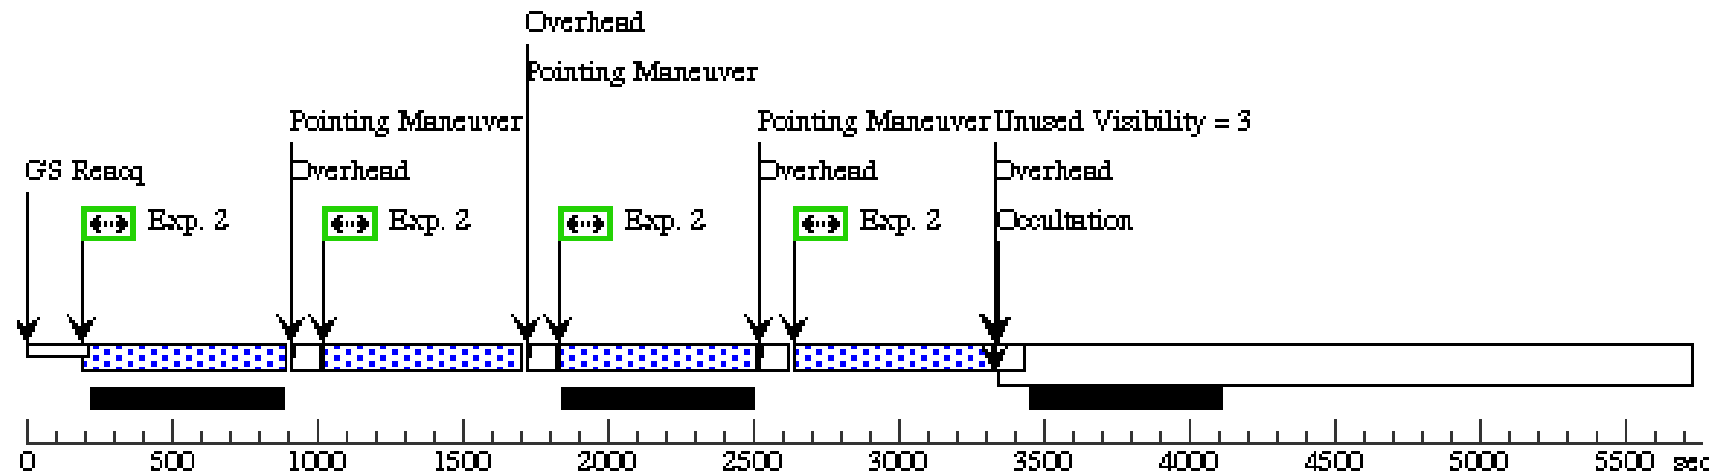 Overhead
Pointing Maneuver
Pointing Maneuver Pointing Maneuver Unused Visibility = 3
GS Reacq Overhead Overhead Overhead
Exp. 2 Exp. 2 Exp. 2 Exp. 2 Occultation
0 500 1000 1500 2000 2500 3000 3500 4000 4500 5000 5500 sec